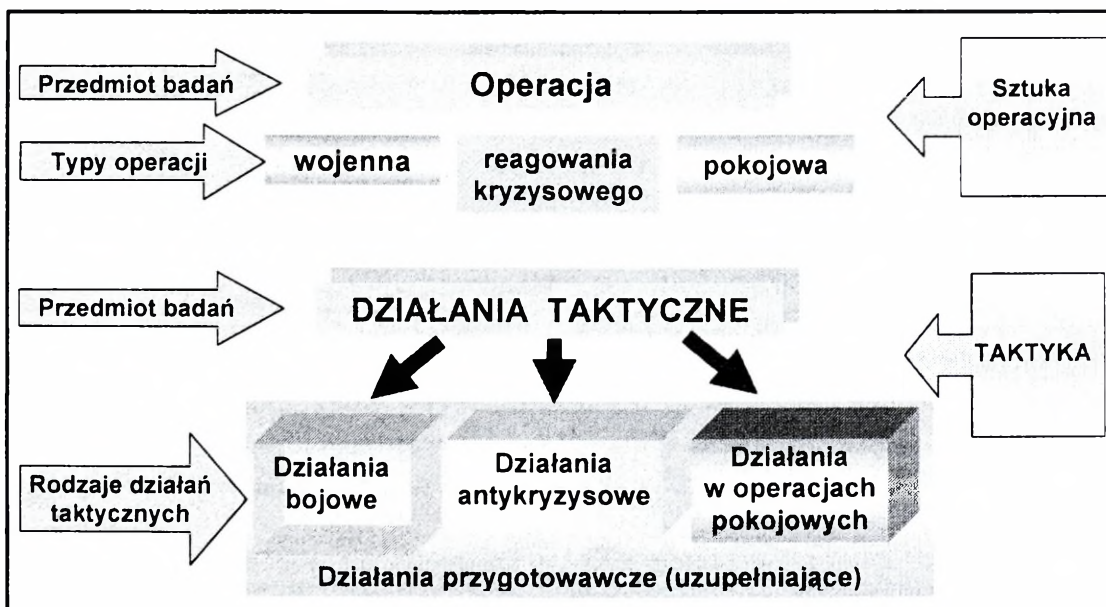 Przedmiot badań
Operacja
Sztuka
operacyjna
Typy operacji
wojenna
reagowania
kryzysowego
pokojowa
Przedmiot badań
DZIAŁANIA TAKTYCZNE
TAKTYKA
Rodzaje działań
taktycznych
Działania
bojowe
Działania
antykryzysowe
Działania
w operacjach
pokojowych
Działania przygotowawcze (uzupełniające)